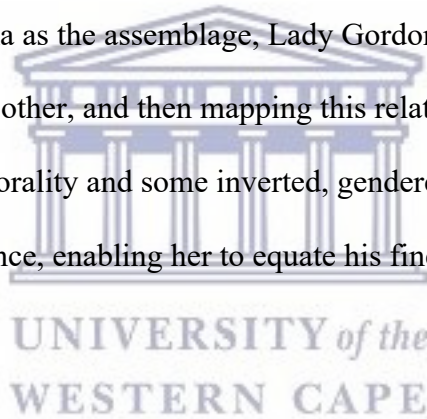 a as the assemblage, Lady Gordon
other, and then mapping this relat
orality and some inverted, gendere
nce, enabling her to equate his fine
UNIVERSITY of the
WESTERN CAPE